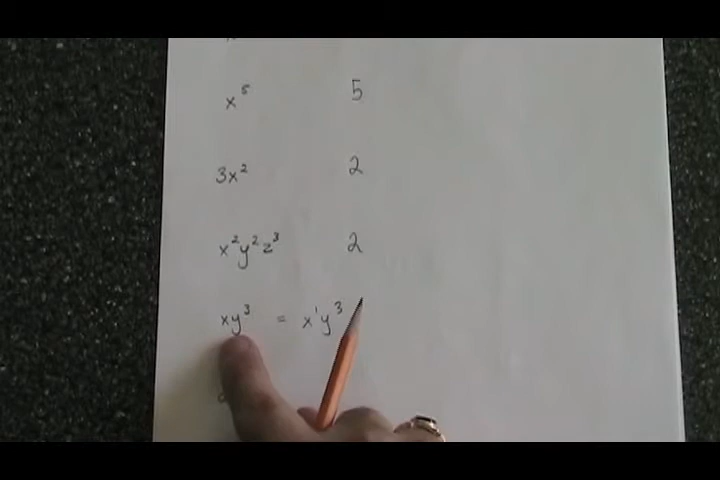 x⁵ 5
3x² 2
x²y²z³ 2
xy³ = x¹y³